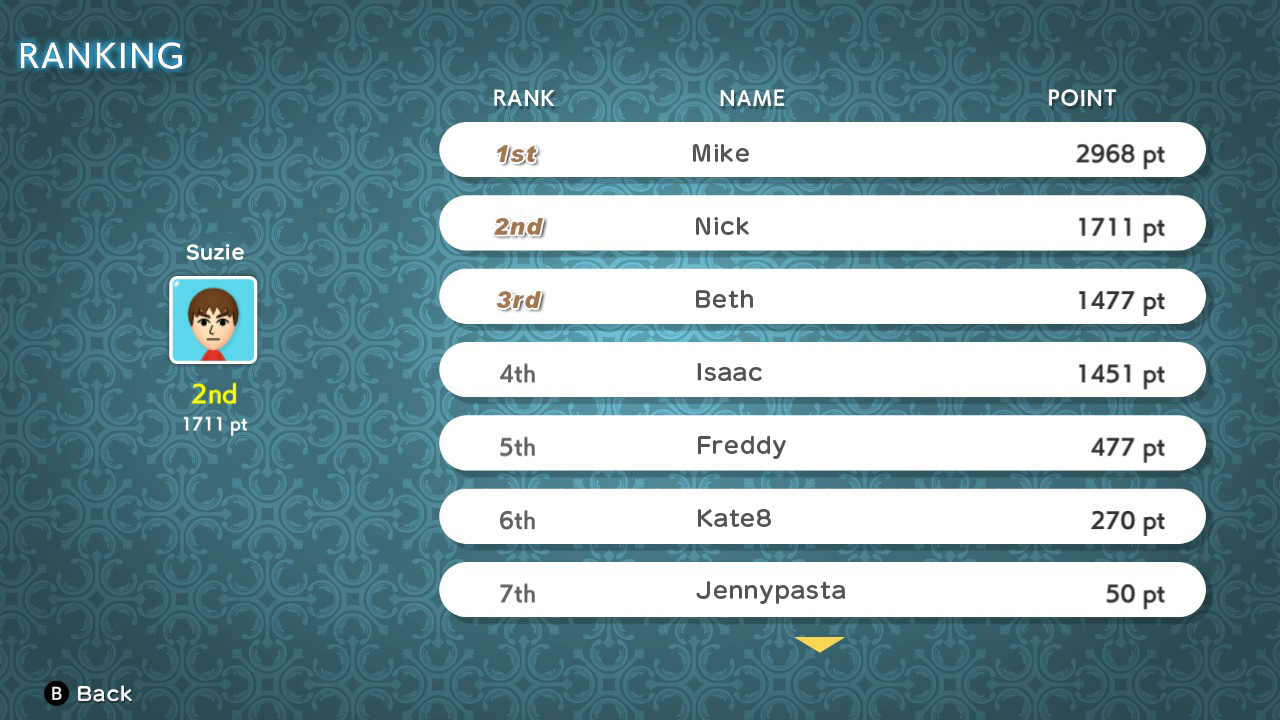 RANKING
RANK NAME POINT
1st Mike 2968 pt
2nd Nick 1711 pt
3rd Beth 1477 pt
4th Isaac 1451 pt
5th Freddy 477 pt
6th Kate8 270 pt
7th Jennypasta 50 pt
Suzie
2nd
1711 pt
B Back